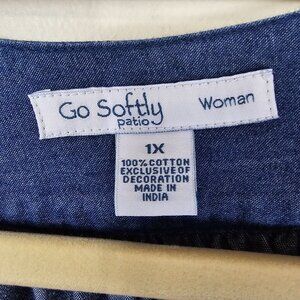 Go Softly Woman
patio
1X
100% COTTON
EXCLUSIVE OF
DECORATION
MADE IN
INDIA